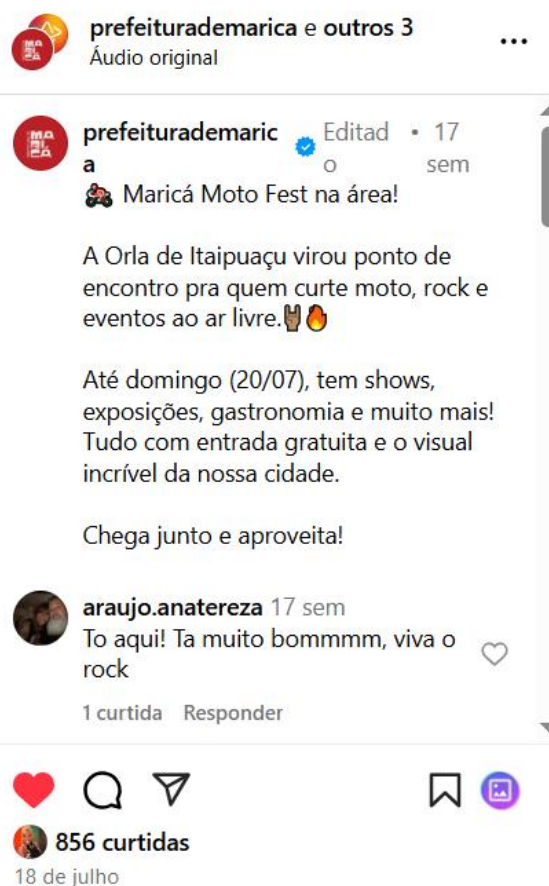 prefeiturademarica e outros 3
Áudio original
prefeiturademaric
a
Editad
o
• 17
sem
🏍 Maricá Moto Fest na área!
A Orla de Itaipuaçu virou ponto de
encontro pra quem curte moto, rock e
eventos ao ar livre.🤘🏽🔥
Até domingo (20/07), tem shows,
exposições, gastronomia e muito mais!
Tudo com entrada gratuita e o visual
incrível da nossa cidade.
Chega junto e aproveita!
araujo.anatereza 17 sem
To aqui! Ta muito bommmm, viva o
rock
1 curtida Responder
856 curtidas
18 de julho